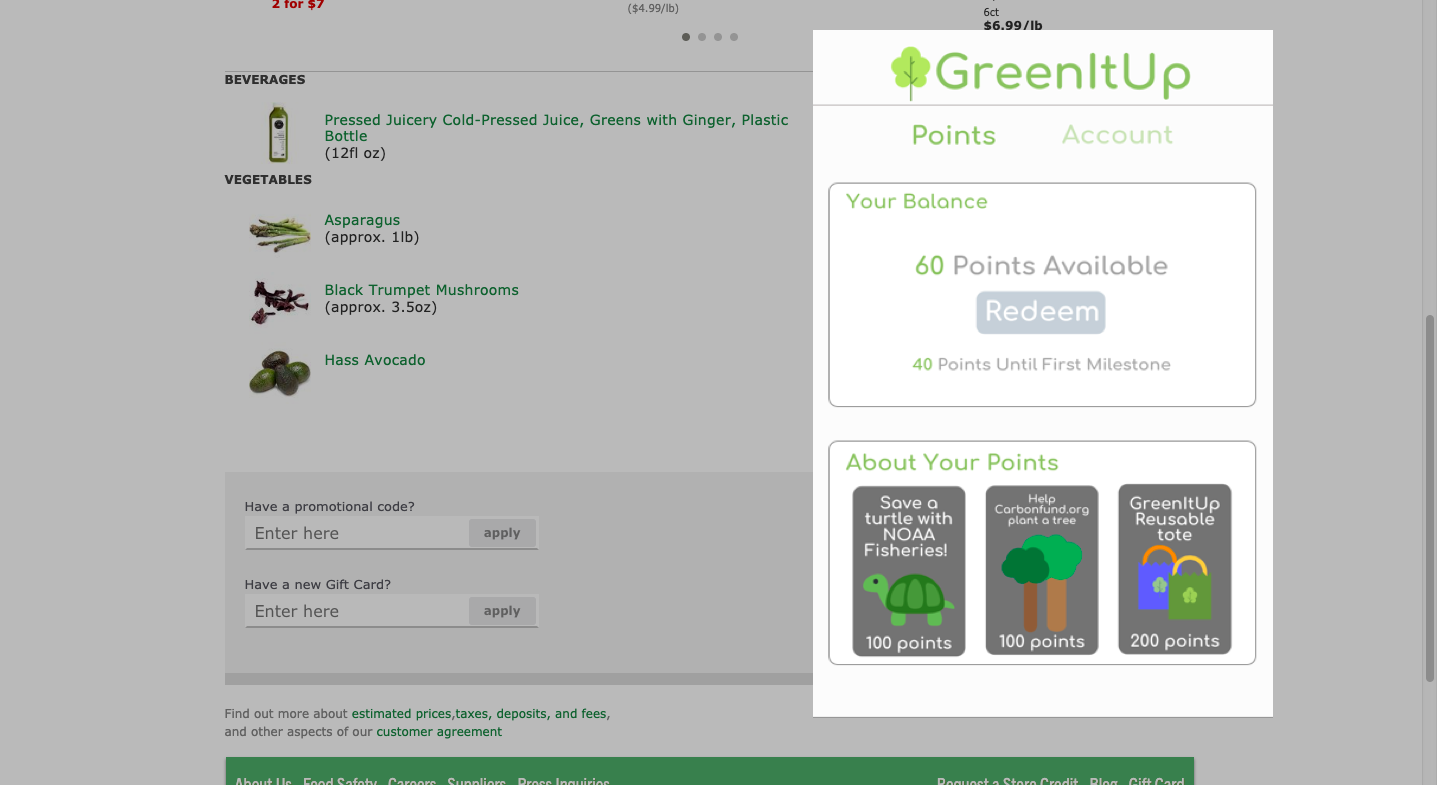 2 for $7
($4.99/lb)
6ct
$6.99/lb
BEVERAGES
Pressed Juicery Cold-Pressed Juice, Greens with Ginger, Plastic
Bottle
(12fl oz)
VEGETABLES
Asparagus
(approx. 1lb)
Black Trumpet Mushrooms
(approx. 3.5oz)
Hass Avocado
Have a promotional code?
Enter here apply
Have a new Gift Card?
Enter here apply
Find out more about estimated prices,taxes, deposits, and fees,
and other aspects of our customer agreement
About Us Food Safety Careers Suppliers Press Inquiries
Request a Store Credit Blog Gift Card
GreenItUp
Points Account
Your Balance
60 Points Available
Redeem
40 Points Until First Milestone
About Your Points
Save a
turtle with
NOAA
Fisheries!
100 points
Help
Carbonfund.org
plant a tree
100 points
GreenItUp
Reusable
tote
200 points